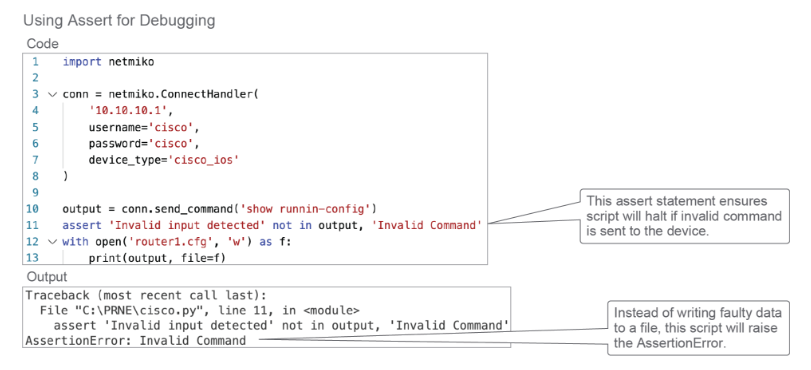 Using Assert for Debugging
Code
1 import netmiko
2
3 conn = netmiko.ConnectHandler(
4 '10.10.10.1',
5 username='cisco',
6 password='cisco',
7 device_type='cisco_ios'
8 )
9
10 output = conn.send_command('show runnin-config')
11 assert 'Invalid input detected' not in output, 'Invalid Command'
12 with open('router1.cfg', 'w') as f:
13 print(output, file=f)
This assert statement ensures
script will halt if invalid command
is sent to the device.
Output
Traceback (most recent call last):
File "C:\PRNE\cisco.py", line 11, in <module>
assert 'Invalid input detected' not in output, 'Invalid Command'
AssertionError: Invalid Command
Instead of writing faulty data
to a file, this script will raise
the AssertionError.